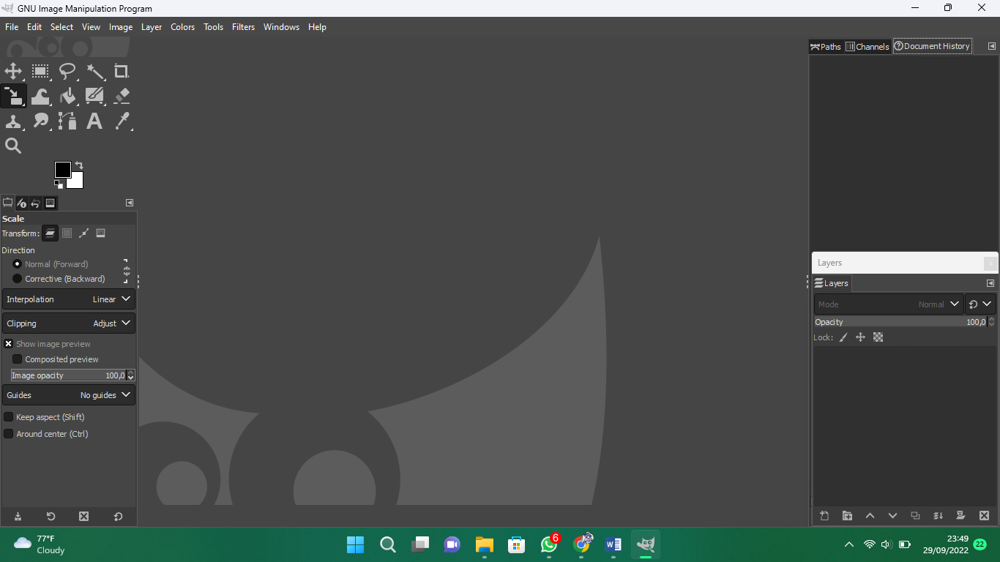 GNU Image Manipulation Program
File Edit Select View Image Layer Colors Tools Filters Windows Help
Paths Channels Document History
Scale
Transform:
Direction
Normal (Forward)
Corrective (Backward)
Interpolation Linear
Clipping Adjust
Show image preview
Composited preview
Image opacity 100,0
Guides No guides
Keep aspect (Shift)
Around center (Ctrl)
Layers
Layers
Mode Normal
Opacity 100,0
Lock:
77°F
Cloudy
6
23:49
29/09/2022
22